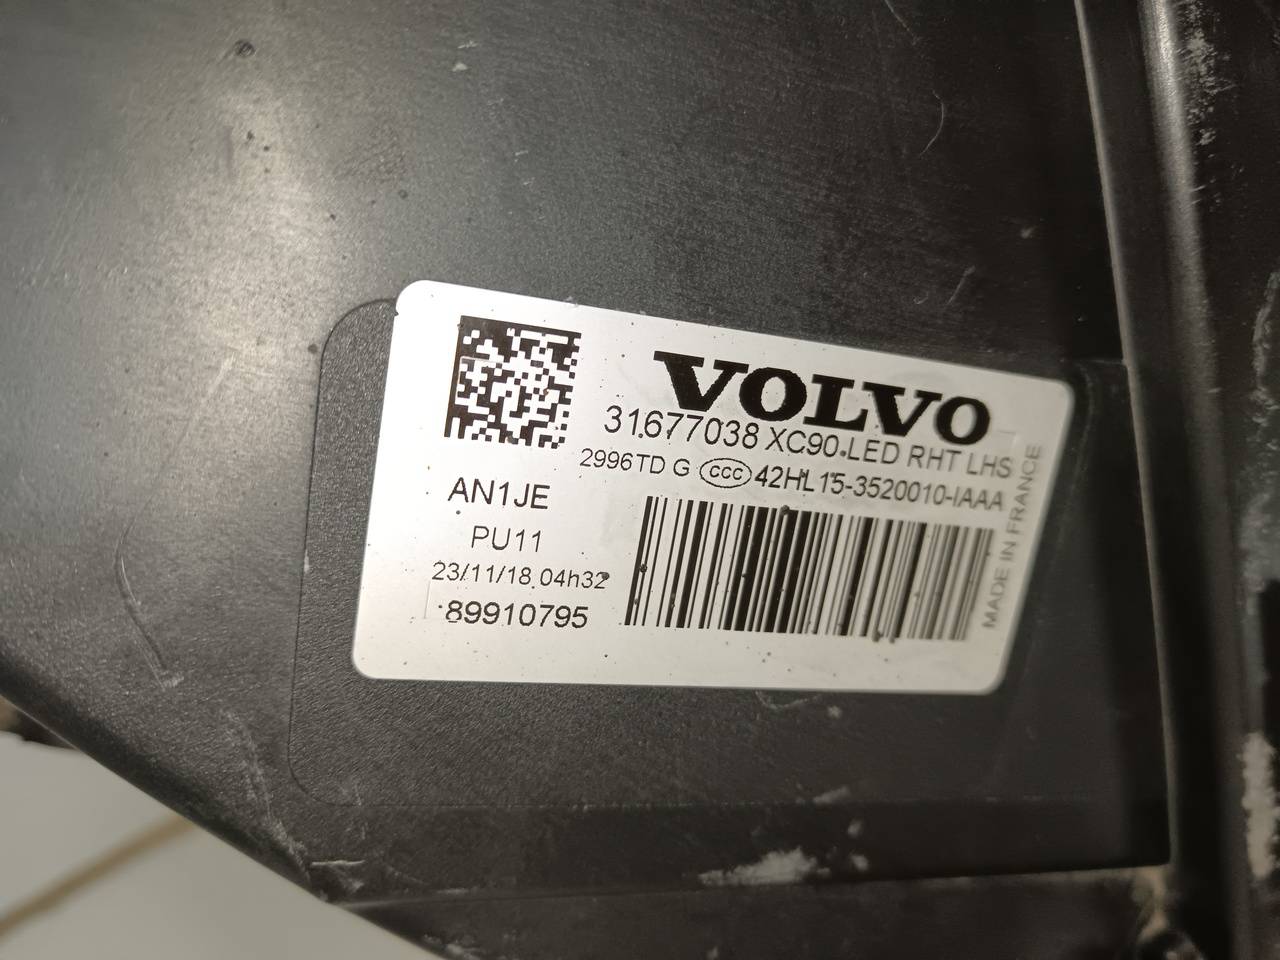 VOLVO
31677038 XC90 LED RHT LHS
2996TD G CCC 42HL15-3520010-IAAA
AN1JE
PU11
23/11/18 04h32
89910795
MADE IN FRANCE